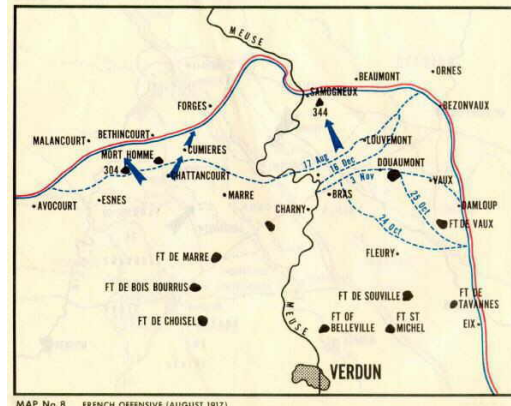 MEUSE
ORNES
BEAUMONT
SAMOGNEUX
344
BEZONVAUX
FORGES
BETHINCOURT
MALANCOURT
CUMIERES
MORT HOMME
304
CHATTANCOURT
LOUVEMONT
17 Aug
16 Dec
DOUAUMONT
3 Nov
VAUX
25 Oct
AVOCOURT
ESNES
MARRE
CHARNY
BRAS
DAMLOUP
24 Oct
FT DE VAUX
FLEURY
FT DE MARRE
FT DE BOIS BOURRUS
FT DE SOUVILLE
FT DE TAVANNES
FT DE CHOISEL
MEUSE
FT OF BELLEVILLE
FT ST MICHEL
EIX
VERDUN
MAP No 8 FRENCH OFFENSIVE (AUGUST 1917)